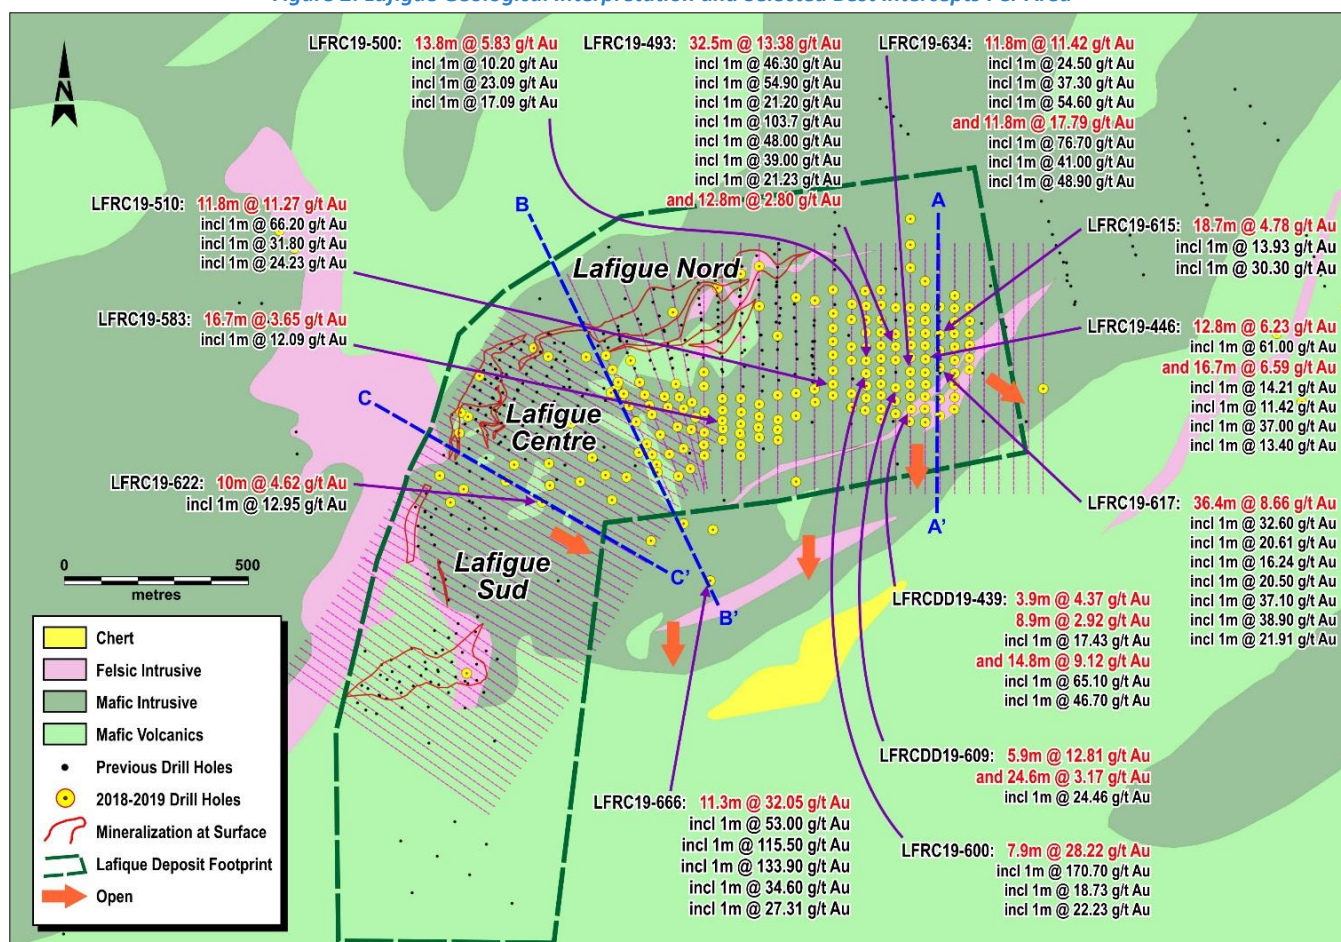 Figure 2: Lafigué Geological Interpretation and Selected Best Intercepts Per Area
LFRC19-500: 13.8m @ 5.83 g/t Au
incl 1m @ 10.20 g/t Au
incl 1m @ 23.09 g/t Au
incl 1m @ 17.09 g/t Au
LFRC19-493: 32.5m @ 13.38 g/t Au
incl 1m @ 46.30 g/t Au
incl 1m @ 54.90 g/t Au
incl 1m @ 21.20 g/t Au
incl 1m @ 103.7 g/t Au
incl 1m @ 48.00 g/t Au
incl 1m @ 39.00 g/t Au
incl 1m @ 21.23 g/t Au
and 12.8m @ 2.80 g/t Au
LFRC19-634: 11.8m @ 11.42 g/t Au
incl 1m @ 24.50 g/t Au
incl 1m @ 37.30 g/t Au
incl 1m @ 54.60 g/t Au
and 11.8m @ 17.79 g/t Au
incl 1m @ 76.70 g/t Au
incl 1m @ 41.00 g/t Au
incl 1m @ 48.90 g/t Au
N
LFRC19-510: 11.8m @ 11.27 g/t Au
incl 1m @ 66.20 g/t Au
incl 1m @ 31.80 g/t Au
incl 1m @ 24.23 g/t Au
B
A
LFRC19-615: 18.7m @ 4.78 g/t Au
incl 1m @ 13.93 g/t Au
incl 1m @ 30.30 g/t Au
Lafigue Nord
LFRC19-583: 16.7m @ 3.65 g/t Au
incl 1m @ 12.09 g/t Au
LFRC19-446: 12.8m @ 6.23 g/t Au
incl 1m @ 61.00 g/t Au
and 16.7m @ 6.59 g/t Au
incl 1m @ 14.21 g/t Au
incl 1m @ 11.42 g/t Au
incl 1m @ 37.00 g/t Au
incl 1m @ 13.40 g/t Au
C
Lafigue
Centre
LFRC19-622: 10m @ 4.62 g/t Au
incl 1m @ 12.95 g/t Au
LFRC19-617: 36.4m @ 8.66 g/t Au
incl 1m @ 32.60 g/t Au
incl 1m @ 20.61 g/t Au
incl 1m @ 16.24 g/t Au
incl 1m @ 20.50 g/t Au
incl 1m @ 37.10 g/t Au
incl 1m @ 38.90 g/t Au
incl 1m @ 21.91 g/t Au
A'
Lafigue
Sud
C'
B'
0 500
metres
LFRCDD19-439: 3.9m @ 4.37 g/t Au
8.9m @ 2.92 g/t Au
incl 1m @ 17.43 g/t Au
and 14.8m @ 9.12 g/t Au
incl 1m @ 65.10 g/t Au
incl 1m @ 46.70 g/t Au
Chert
Felsic Intrusive
Mafic Intrusive
Mafic Volcanics
Previous Drill Holes
2018-2019 Drill Holes
Mineralization at Surface
Lafique Deposit Footprint
Open
LFRCDD19-609: 5.9m @ 12.81 g/t Au
and 24.6m @ 3.17 g/t Au
incl 1m @ 24.46 g/t Au
LFRC19-666: 11.3m @ 32.05 g/t Au
incl 1m @ 53.00 g/t Au
incl 1m @ 115.50 g/t Au
incl 1m @ 133.90 g/t Au
incl 1m @ 34.60 g/t Au
incl 1m @ 27.31 g/t Au
LFRC19-600: 7.9m @ 28.22 g/t Au
incl 1m @ 170.70 g/t Au
incl 1m @ 18.73 g/t Au
incl 1m @ 22.23 g/t Au